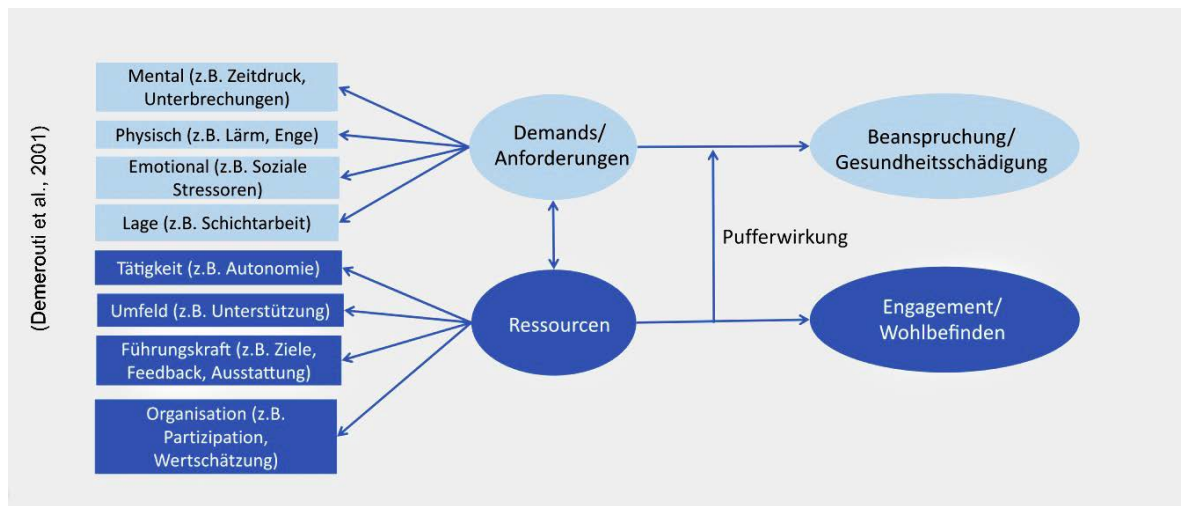 (Demerouti et al., 2001)
Mental (z.B. Zeitdruck,
Unterbrechungen)
Physisch (z.B. Lärm, Enge)
Emotional (z.B. Soziale
Stressoren)
Lage (z.B. Schichtarbeit)
Tätigkeit (z.B. Autonomie)
Umfeld (z.B. Unterstützung)
Führungskraft (z.B. Ziele,
Feedback, Ausstattung)
Organisation (z.B.
Partizipation,
Wertschätzung)
Demands/
Anforderungen
Ressourcen
Pufferwirkung
Beanspruchung/
Gesundheitsschädigung
Engagement/
Wohlbefinden